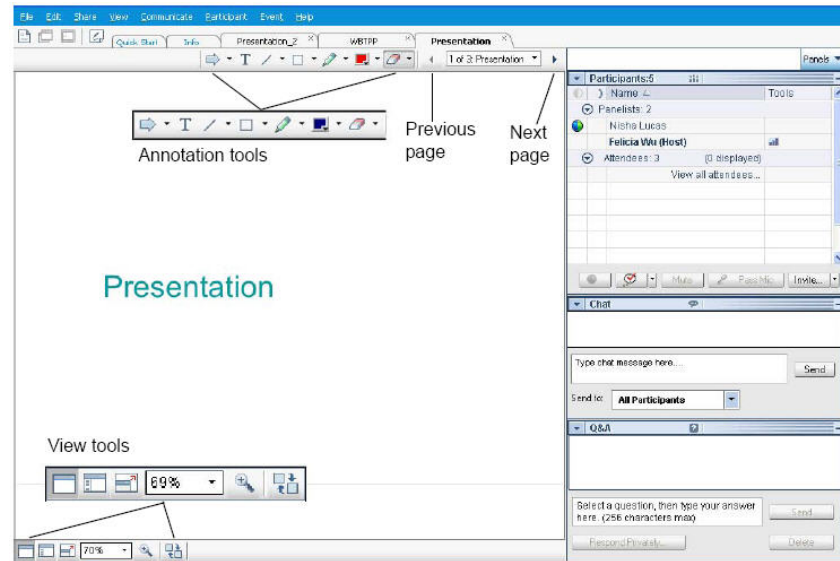 File Edit Share View Communicate Participant Event Help
Quick Start Info Presentation_2 WBTPP Presentation
T 1 of 3: Presentation Panels
Participants:5
Name Tools
Panelists: 2
Nisha Lucas
Felicia Wu (Host)
Attendees: 3 (0 displayed)
View all attendees...
Mute Pass Mic Invite...
T
Annotation tools
Previous
page
Next
page
Presentation
Chat
Type chat message here....
Send
Send to: All Participants
Q&A
Select a question, then type your answer
here. (256 characters max)
Send
Respond Privately... Delete
View tools
69%
70%